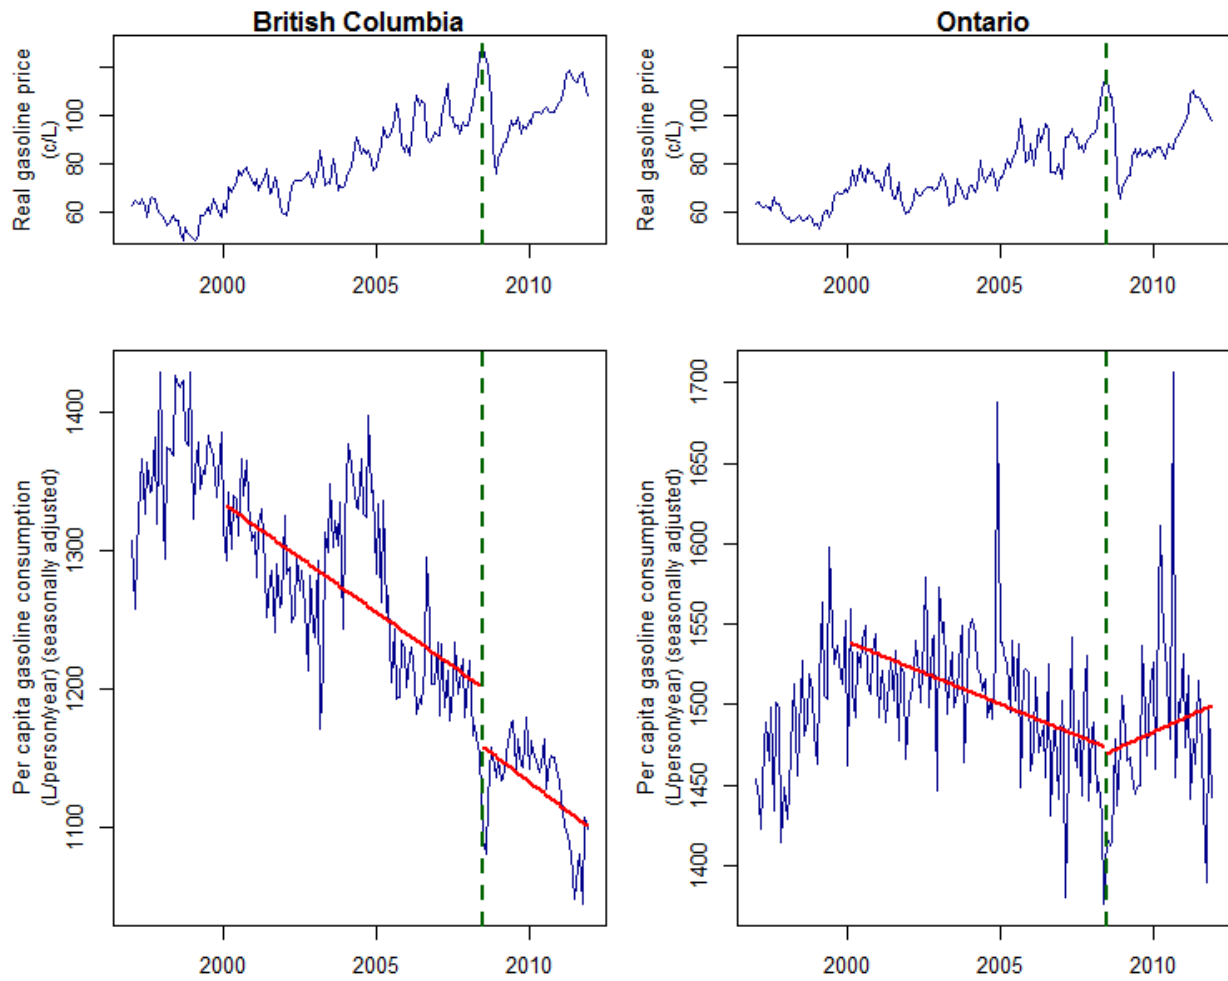 British Columbia
Real gasoline price
(c/L)
100
80
60
2000
2005
2010
Ontario
Real gasoline price
(c/L)
100
80
60
2000
2005
2010
Per capita gasoline consumption
(L/person/year) (seasonally adjusted)
1400
1300
1200
1100
2000
2005
2010
Per capita gasoline consumption
(L/person/year) (seasonally adjusted)
1700
1650
1600
1550
1500
1450
1400
2000
2005
2010